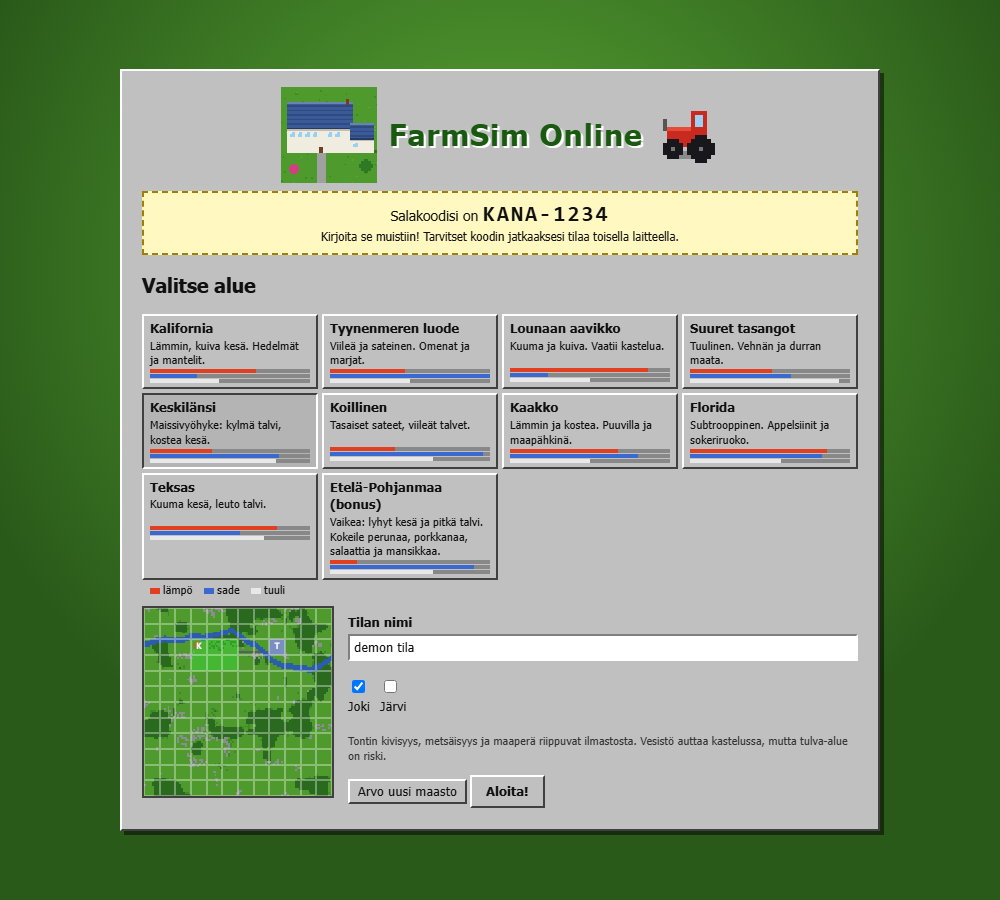 FarmSim Online
Salakoodisi on KANA-1234
Kirjoita se muistiin! Tarvitset koodin jatkaaksesi tilaa toisella laitteella.
Valitse alue
Kalifornia
Lämmin, kuiva kesä. Hedelmät
ja mantelit.
Tyynenmeren luode
Viileä ja sateinen. Omenat ja
marjat.
Lounaan aavikko
Kuuma ja kuiva. Vaatii kastelua.
Suuret tasangot
Tuulinen. Vehnän ja durran
maata.
Keskilänsi
Maissivyöhyke: kylmä talvi,
kostea kesä.
Koillinen
Tasaiset sateet, viileät talvet.
Kaakko
Lämmin ja kostea. Puuvilla ja
maapähkinä.
Florida
Subtrooppinen. Appelsiinit ja
sokeriruoko.
Teksas
Kuuma kesä, leuto talvi.
Etelä-Pohjanmaa
(bonus)
Vaikea: lyhyt kesä ja pitkä talvi.
Kokeile perunaa, porkkanaa,
salaattia ja mansikkaa.
lämpö sade tuuli
K T
Tilan nimi
demon tila
Joki Järvi
Tontin kivisyys, metsäisyys ja maaperä riippuvat ilmastosta. Vesistö auttaa kastelussa, mutta tulva-alue
on riski.
Arvo uusi maasto Aloita!